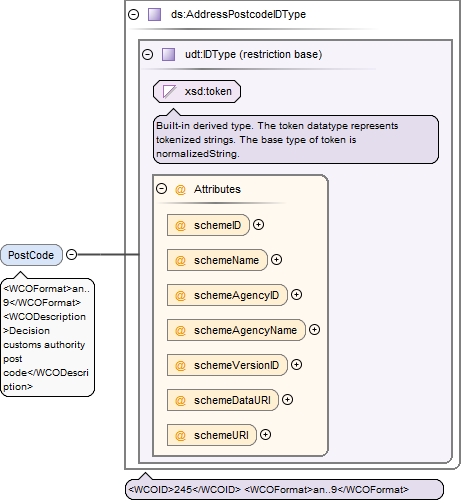 ds:AddressPostcodeIDType
udt:IDType (restriction base)
xsd:token
Built-in derived type. The token datatype represents
tokenized strings. The base type of token is
normalizedString.
@ Attributes
@ schemeID
@ schemeName
@ schemeAgencyID
@ schemeAgencyName
@ schemeVersionID
@ schemeDataURI
@ schemeURI
PostCode
<WCOFormat>an..
9</WCOFormat>
<WCODescription
>Decision
customs authority
post
code</WCODescri
ption>
<WCOID>245</WCOID> <WCOFormat>an..9</WCOFormat>